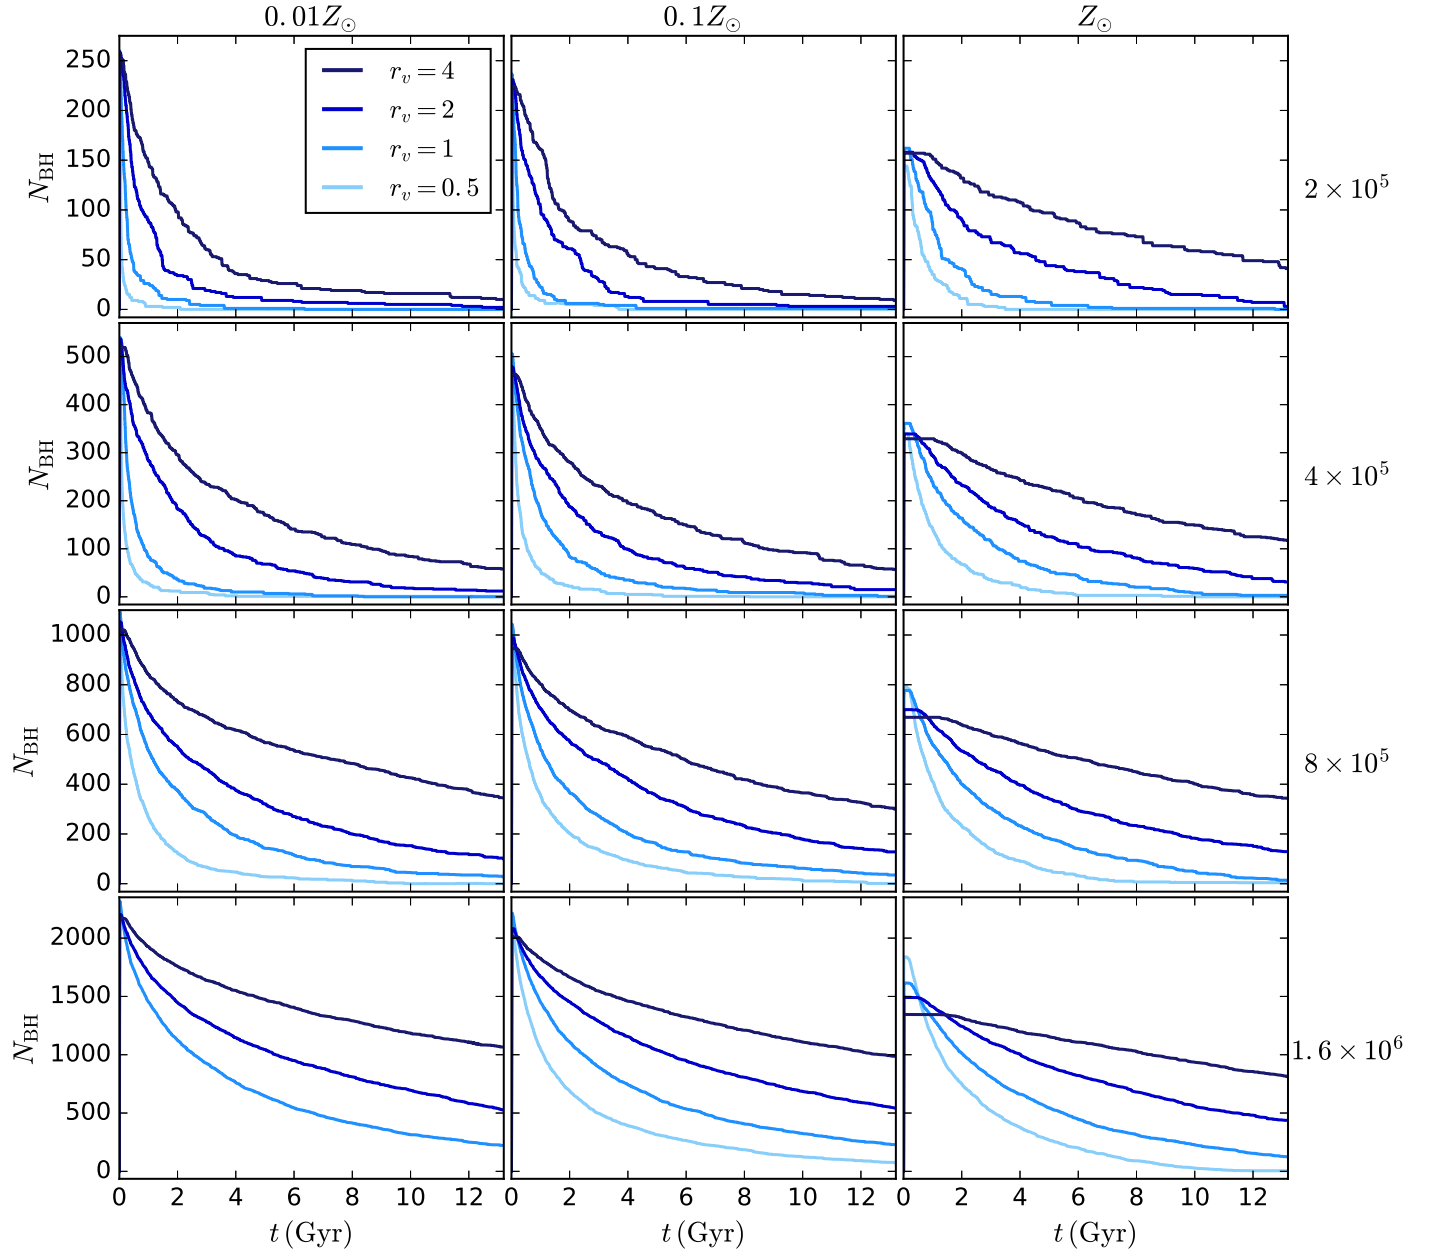 0.01Z⊙ 0.1Z⊙ Z⊙
r_v = 4
r_v = 2
r_v = 1
r_v = 0.5
250
200
150
100
50
0
N_BH
2 × 10^5
500
400
300
200
100
0
N_BH
4 × 10^5
1000
800
600
400
200
0
N_BH
8 × 10^5
2000
1500
1000
500
0
N_BH
1.6 × 10^6
0 2 4 6 8 10 12 0 2 4 6 8 10 12 0 2 4 6 8 10 12
t (Gyr) t (Gyr) t (Gyr)